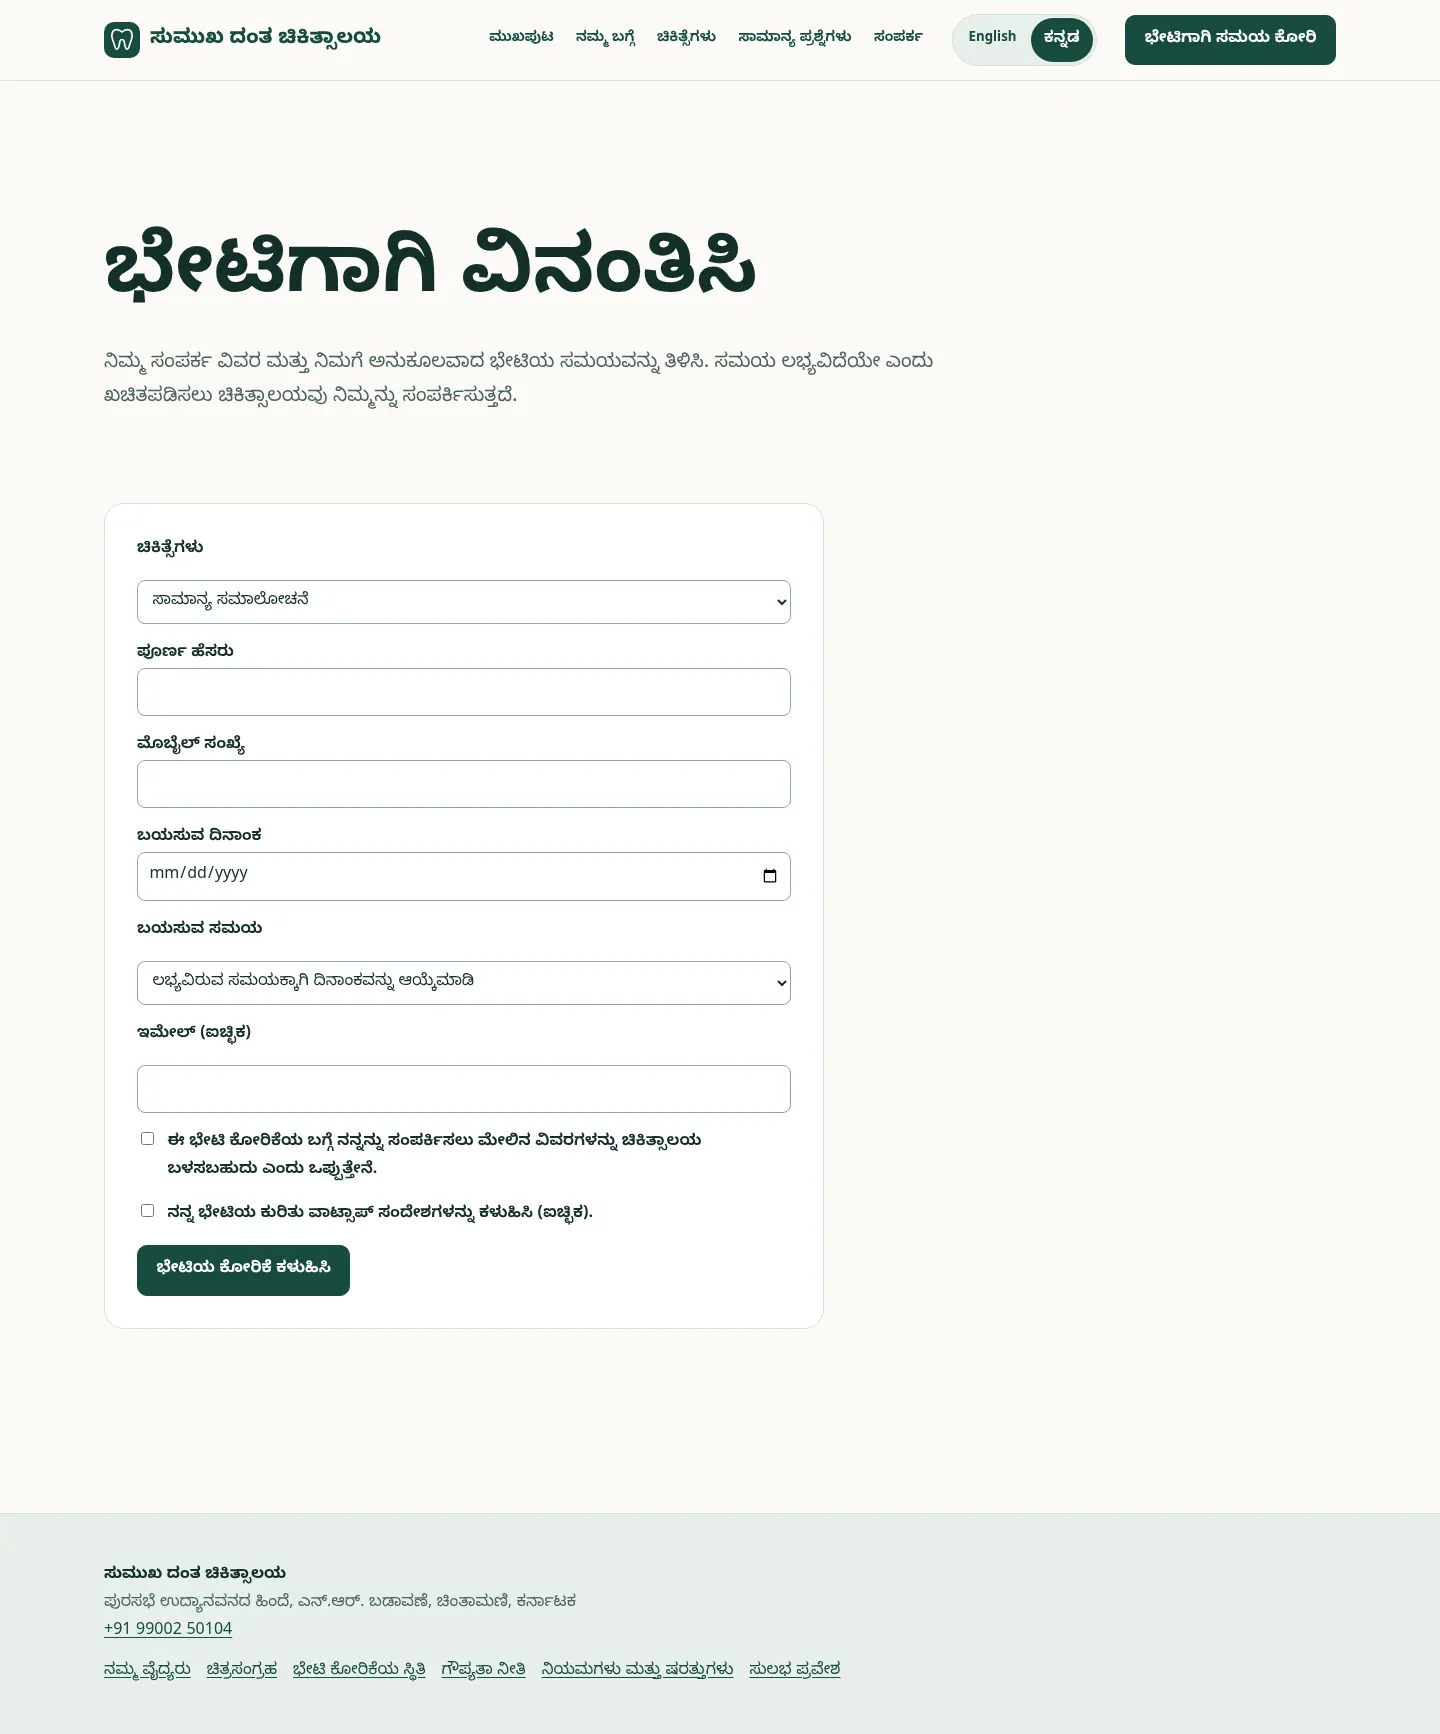 ಸುಮುಖ ದಂತ ಚಿಕಿತ್ಸಾಲಯ
ಮುಖಪುಟ ನಮ್ಮ ಬಗ್ಗೆ ಚಿಕಿತ್ಸೆಗಳು ಸಾಮಾನ್ಯ ಪ್ರಶ್ನೆಗಳು ಸಂಪರ್ಕ
English ಕನ್ನಡ
ಭೇಟಿಗಾಗಿ ಸಮಯ ಕೋರಿ
ಭೇಟಿಗಾಗಿ ವಿನಂತಿಸಿ
ನಿಮ್ಮ ಸಂಪರ್ಕ ವಿವರ ಮತ್ತು ನಿಮಗೆ ಅನುಕೂಲವಾದ ಭೇಟಿಯ ಸಮಯವನ್ನು ತಿಳಿಸಿ. ಸಮಯ ಲಭ್ಯವಿದೆಯೇ ಎಂದು
ಖಚಿತಪಡಿಸಲು ಚಿಕಿತ್ಸಾಲಯವು ನಿಮ್ಮನ್ನು ಸಂಪರ್ಕಿಸುತ್ತದೆ.
ಚಿಕಿತ್ಸೆಗಳು
ಸಾಮಾನ್ಯ ಸಮಾಲೋಚನೆ
ಪೂರ್ಣ ಹೆಸರು
ಮೊಬೈಲ್ ಸಂಖ್ಯೆ
ಬಯಸುವ ದಿನಾಂಕ
mm/dd/yyyy
ಬಯಸುವ ಸಮಯ
ಲಭ್ಯವಿರುವ ಸಮಯಕ್ಕಾಗಿ ದಿನಾಂಕವನ್ನು ಆಯ್ಕೆಮಾಡಿ
ಇಮೇಲ್ (ಐಚ್ಛಿಕ)
ಈ ಭೇಟಿ ಕೋರಿಕೆಯ ಬಗ್ಗೆ ನನ್ನನ್ನು ಸಂಪರ್ಕಿಸಲು ಮೇಲಿನ ವಿವರಗಳನ್ನು ಚಿಕಿತ್ಸಾಲಯ
ಬಳಸಬಹುದು ಎಂದು ಒಪ್ಪುತ್ತೇನೆ.
ನನ್ನ ಭೇಟಿಯ ಕುರಿತು ವಾಟ್ಸಾಪ್ ಸಂದೇಶಗಳನ್ನು ಕಳುಹಿಸಿ (ಐಚ್ಛಿಕ).
ಭೇಟಿಯ ಕೋರಿಕೆ ಕಳುಹಿಸಿ
ಸುಮುಖ ದಂತ ಚಿಕಿತ್ಸಾಲಯ
ಪುರಸಭೆ ಉದ್ಯಾನವನದ ಹಿಂದೆ, ಎನ್.ಆರ್. ಬಡಾವಣೆ, ಚಿಂತಾಮಣಿ, ಕರ್ನಾಟಕ
+91 99002 50104
ನಮ್ಮ ವೈದ್ಯರು ಚಿತ್ರಸಂಗ್ರಹ ಭೇಟಿ ಕೋರಿಕೆಯ ಸ್ಥಿತಿ ಗೌಪ್ಯತಾ ನೀತಿ ನಿಯಮಗಳು ಮತ್ತು ಷರತ್ತುಗಳು ಸುಲಭ ಪ್ರವೇಶ